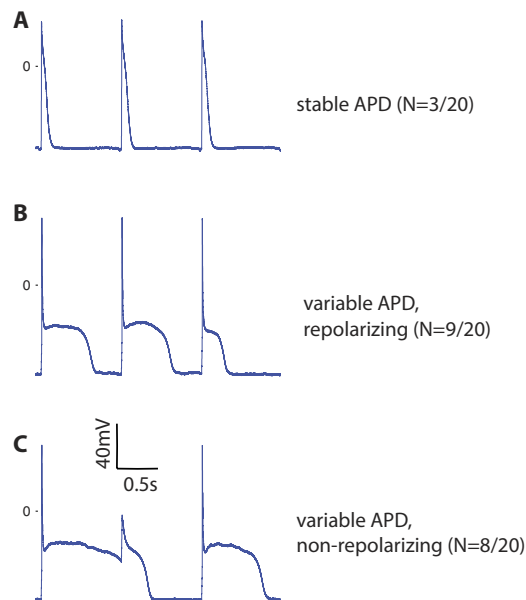 A
0
stable APD (N=3/20)
B
0
variable APD,
repolarizing (N=9/20)
C
40mV
0.5s
0
variable APD,
non-repolarizing (N=8/20)